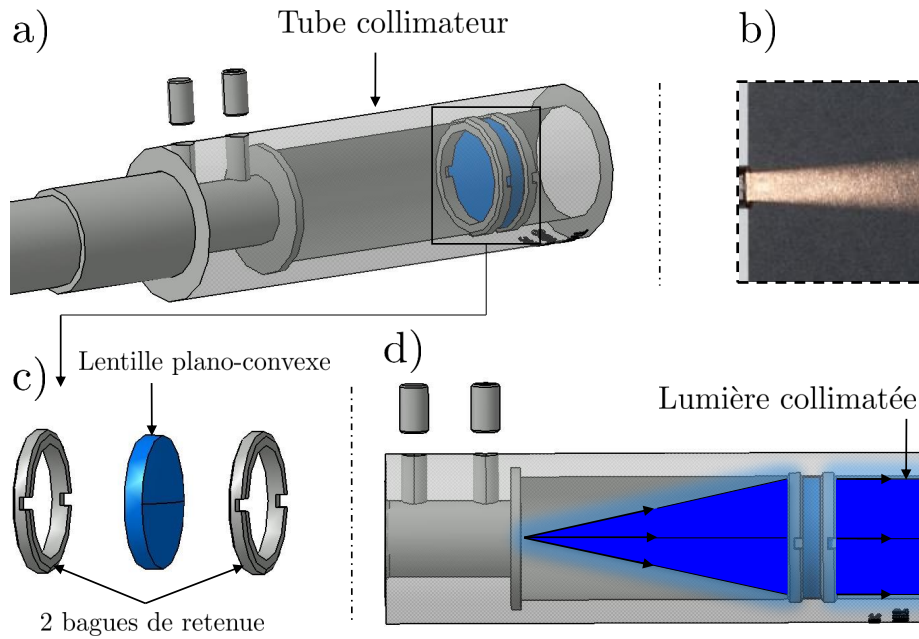 a)
Tube collimateur
b)
c)
Lentille plano-convexe
2 bagues de retenue
d)
Lumière collimatée